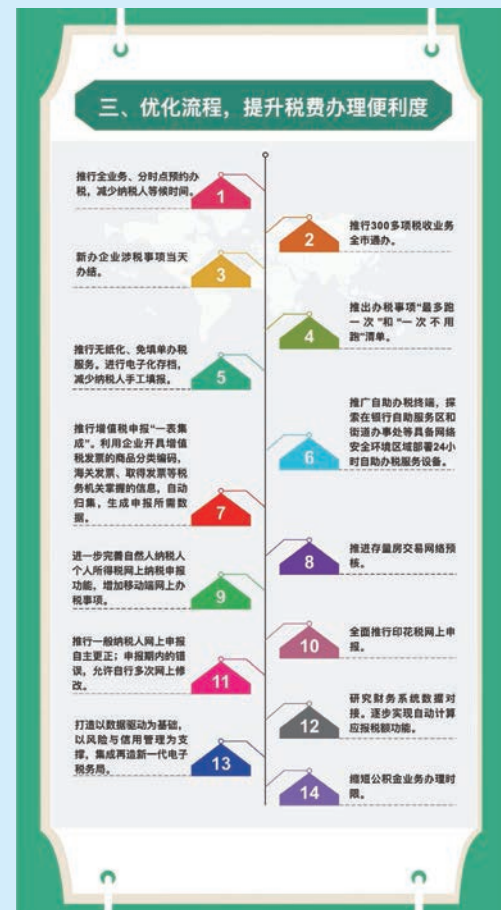 三、优化流程，提升税费办理便利度
推行全业务、分时点预约办
税，减少纳税人等候时间。
1
2
推行300多项税收业务
全市通办。
新办企业涉税事项当天
办结。
3
4
推出办税事项“最多跑
一次”和“一次不用
跑”清单。
推行无纸化、免填单办税
服务。进行电子化存档，
减少纳税人手工填报。
5
6
推广自助办税终端，探
索在银行自助服务区和
街道办事处等具备网络
安全环境区域部署24小
时自助办税服务设备。
推行增值税申报“一表集
成”。利用企业开具增值
税发票的商品分类编码，
海关发票、取得发票等税
务机关掌握的信息，自动
归集，生成申报所需数
据。
7
8
推进存量房交易网络预
核。
进一步完善自然人纳税人
个人所得税网上纳税申报
功能，增加移动端网上办
税事项。
9
10
全面推行印花税网上申
报。
推行一般纳税人网上申报
自主更正；申报期内的错
误，允许自行多次网上修
改。
11
12
研究财务系统数据对
接。逐步实现自动计算
应报税额功能。
打造以数据驱动为基础，
以风险与信用管理为支
撑，集成再造新一代电子
税务局。
13
14
缩短公积金业务办理时
限。